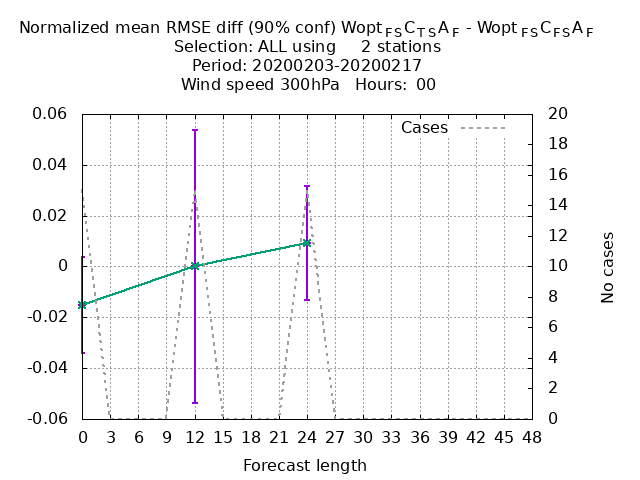 Normalized mean RMSE diff (90% conf) Wopt FS C T S A F - Wopt FS C FS A F
Selection: ALL using 2 stations
Period: 20200203-20200217
Wind speed 300hPa Hours: 00
Cases
0.06
0.04
0.02
0
-0.02
-0.04
-0.06
20
18
16
14
12
10
8
6
4
2
0
No cases
0 3 6 9 12 15 18 21 24 27 30 33 36 39 42 45 48
Forecast length